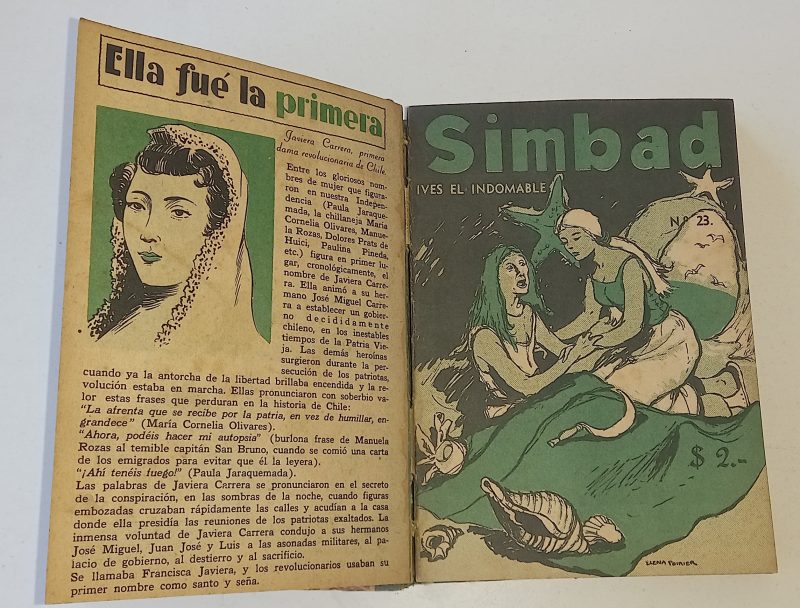 Ella fué la primera
Javiera Carrera, primera
dama revolucionaria de Chile.
Entre los gloriosos nom-
bres de mujer que figura-
ron en nuestra Indepen-
dencia (Paula Jaraque-
mada, la chillaneja María
Cornelia Olivares, Manue-
la Rozas, Dolores Prats de
Huici, Paulina Pineda,
etc.) figura en primer lu-
gar, cronológicamente, el
nombre de Javiera Carre-
ra. Ella animó a su her-
mano José Miguel Carre-
ra a establecer un gobier-
no decididamente
chileno, en los inestables
tiempos de la Patria Vie-
ja. Las demás heroínas
surgieron durante la per-
secución de los patriotas,
cuando ya la antorcha de la libertad brillaba encendida y la re-
volución estaba en marcha. Ellas pronunciaron con soberbio va-
lor estas frases que perduran en la historia de Chile:
"La afrenta que se recibe por la patria, en vez de humillar, en-
grandece" (María Cornelia Olivares).
"Ahora, podéis hacer mi autopsia" (burlona frase de Manuela
Rozas al temible capitán San Bruno, cuando se comió una carta
de los emigrados para evitar que él la leyera).
"¡Ahí tenéis fuego!" (Paula Jaraquemada).
Las palabras de Javiera Carrera se pronunciaron en el secreto
de la conspiración, en las sombras de la noche, cuando figuras
embozadas cruzaban rápidamente las calles y acudían a la casa
donde ella presidía las reuniones de los patriotas exaltados. La
inmensa voluntad de Javiera Carrera condujo a sus hermanos
José Miguel, Juan José y Luis a las asonadas militares, al pa-
lacio de gobierno, al destierro y al sacrificio.
Se llamaba Francisca Javiera, y los revolucionarios usaban su
primer nombre como santo y seña.
Simbad
IVES EL INDOMABLE
N.o 23.
$ 2.-
ELENA POIRIER